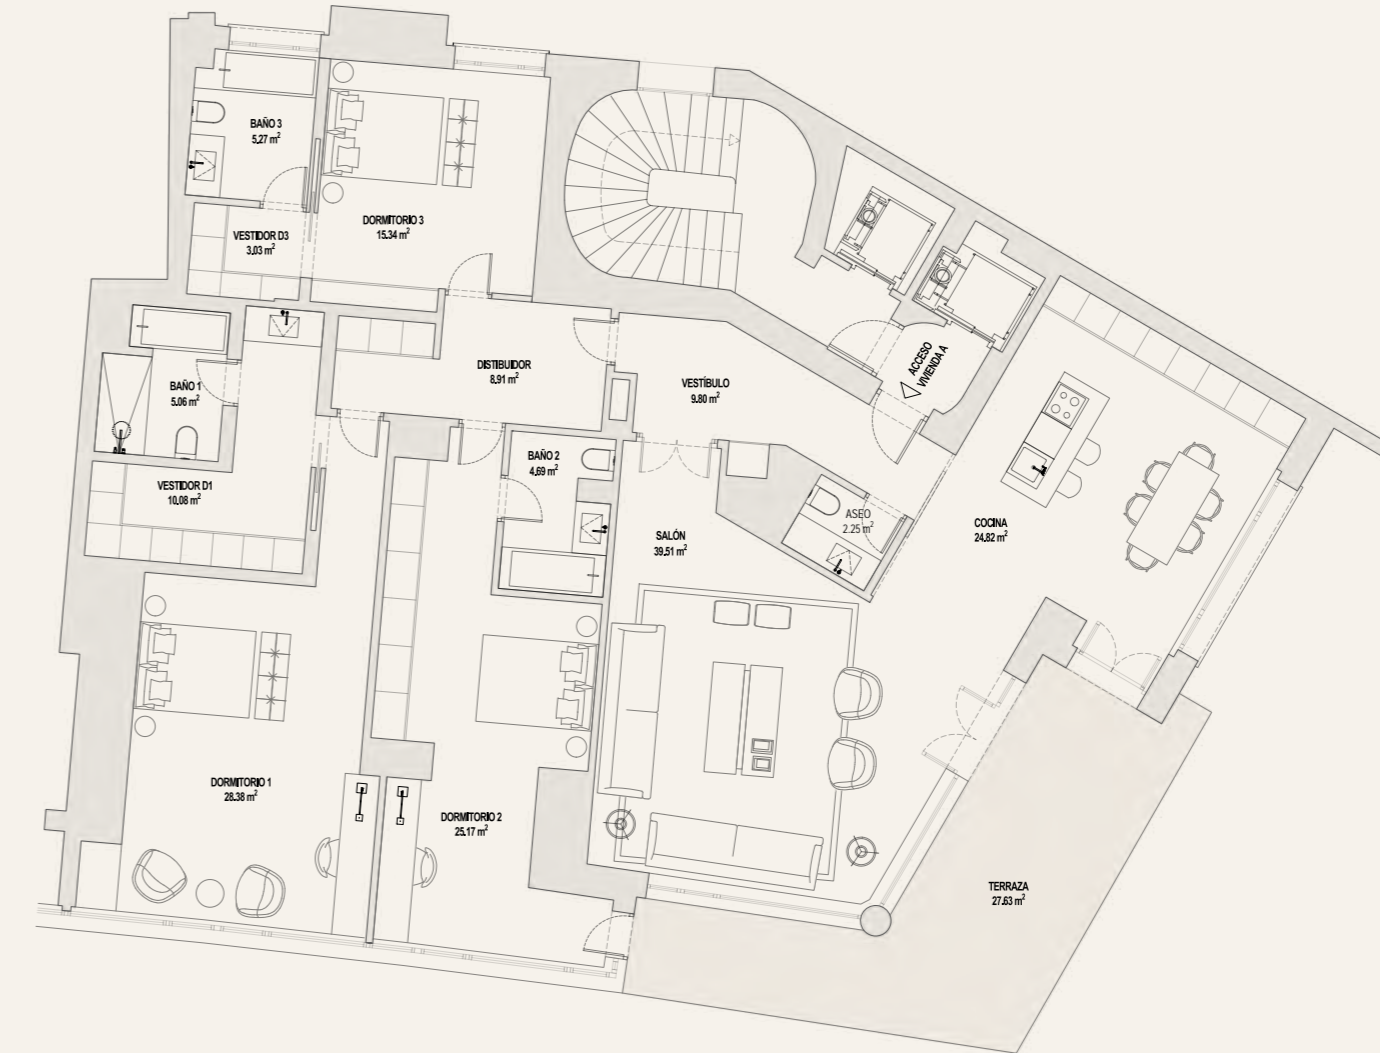 BAÑO 3
5.27 m²
VESTIDOR D3
3.03 m²
DORMITORIO 3
15.34 m²
DISTIBUIDOR
8.91 m²
VESTÍBULO
9.80 m²
ACCESO
VIVIENDA A
BAÑO 1
5.06 m²
BAÑO 2
4.69 m²
VESTIDOR D1
10.08 m²
ASEO
2.25 m²
SALÓN
39.51 m²
COCINA
24.82 m²
DORMITORIO 1
28.38 m²
DORMITORIO 2
25.17 m²
TERRAZA
27.63 m²